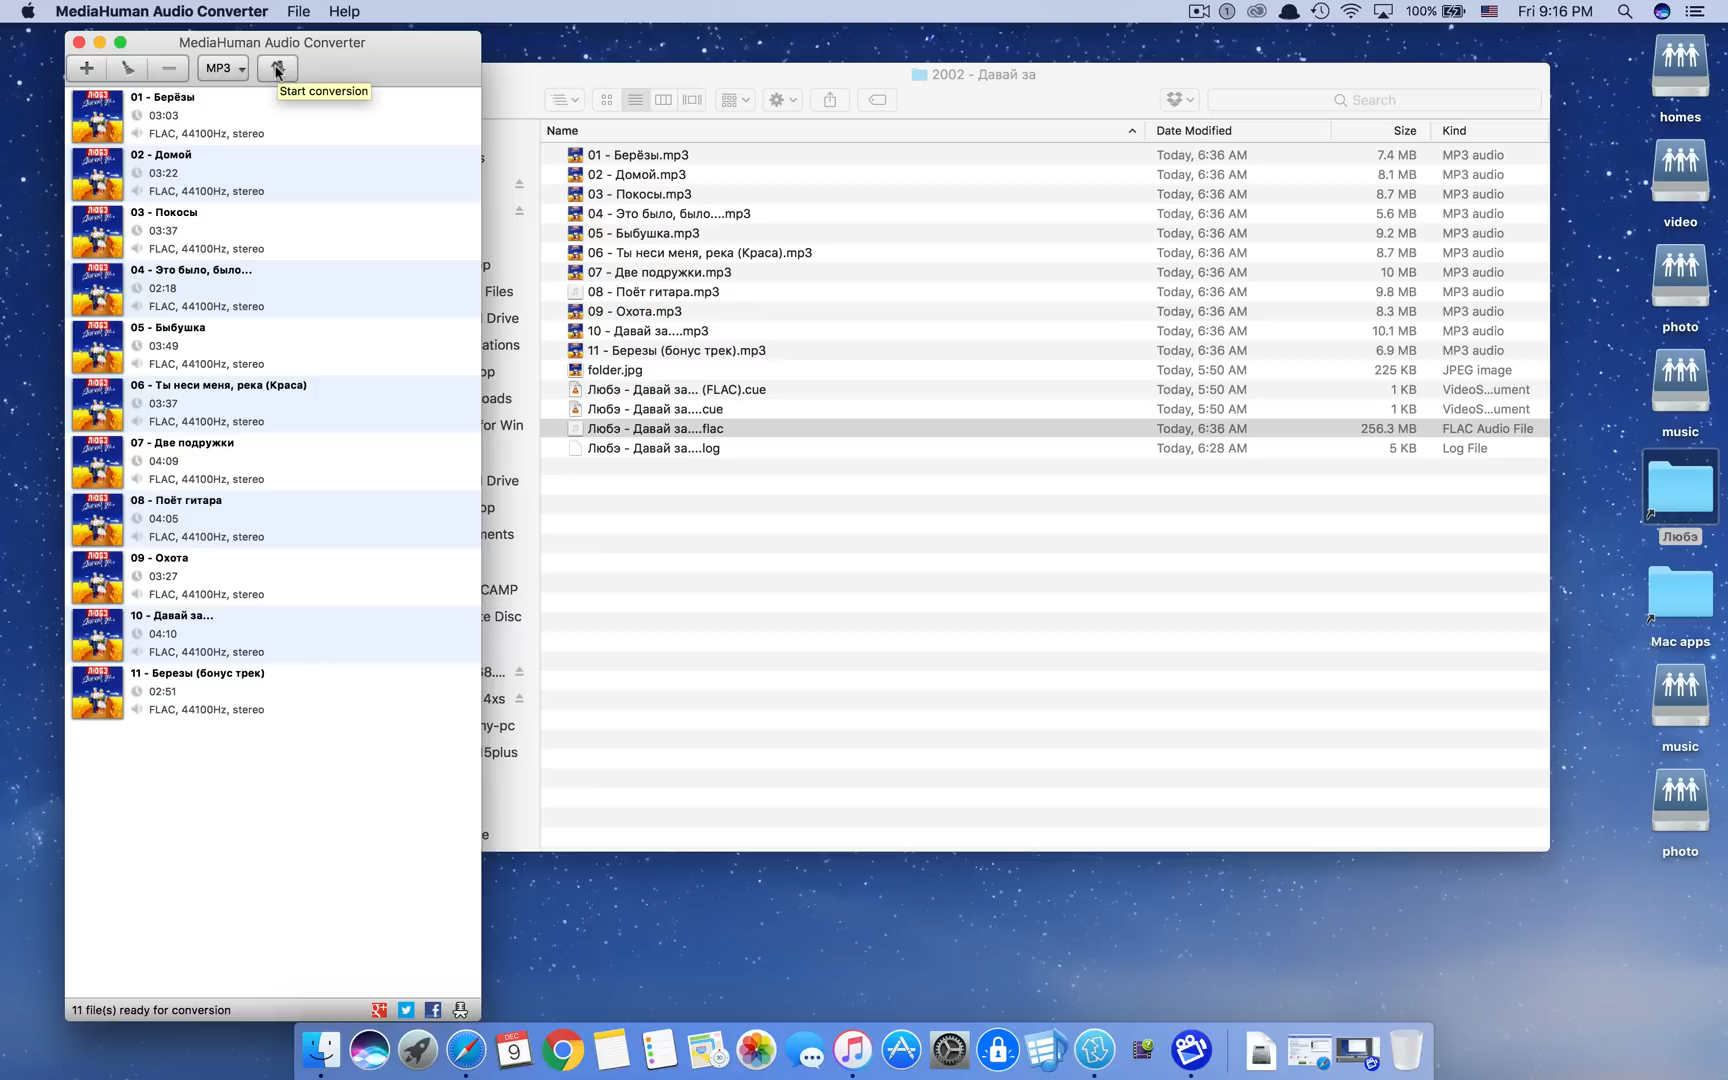 MediaHuman Audio Converter File Help
100% Fri 9:16 PM
MediaHuman Audio Converter
MP3
Start conversion
01 - Берёзы
03:03
FLAC, 44100Hz, stereo
02 - Домой
03:22
FLAC, 44100Hz, stereo
03 - Покосы
03:37
FLAC, 44100Hz, stereo
04 - Это было, было...
02:18
FLAC, 44100Hz, stereo
05 - Быбушка
03:49
FLAC, 44100Hz, stereo
06 - Ты неси меня, река (Краса)
03:37
FLAC, 44100Hz, stereo
07 - Две подружки
04:09
FLAC, 44100Hz, stereo
08 - Поёт гитара
04:05
FLAC, 44100Hz, stereo
09 - Охота
03:27
FLAC, 44100Hz, stereo
10 - Давай за...
04:10
FLAC, 44100Hz, stereo
11 - Березы (бонус трек)
02:51
FLAC, 44100Hz, stereo
11 file(s) ready for conversion
2002 - Давай за
Search
Name Date Modified Size Kind
01 - Берёзы.mp3 Today, 6:36 AM 7.4 MB MP3 audio
02 - Домой.mp3 Today, 6:36 AM 8.1 MB MP3 audio
03 - Покосы.mp3 Today, 6:36 AM 8.7 MB MP3 audio
04 - Это было, было....mp3 Today, 6:36 AM 5.6 MB MP3 audio
05 - Быбушка.mp3 Today, 6:36 AM 9.2 MB MP3 audio
06 - Ты неси меня, река (Краса).mp3 Today, 6:36 AM 8.7 MB MP3 audio
07 - Две подружки.mp3 Today, 6:36 AM 10 MB MP3 audio
08 - Поёт гитара.mp3 Today, 6:36 AM 9.8 MB MP3 audio
09 - Охота.mp3 Today, 6:36 AM 8.3 MB MP3 audio
10 - Давай за....mp3 Today, 6:36 AM 10.1 MB MP3 audio
11 - Березы (бонус трек).mp3 Today, 6:36 AM 6.9 MB MP3 audio
folder.jpg Today, 5:50 AM 225 KB JPEG image
Любэ - Давай за... (FLAC).cue Today, 5:50 AM 1 KB VideoS...ument
Любэ - Давай за....cue Today, 5:50 AM 1 KB VideoS...ument
Любэ - Давай за....flac Today, 6:36 AM 256.3 MB FLAC Audio File
Любэ - Давай за....log Today, 6:28 AM 5 KB Log File
s
p
Files
Drive
ations
op
oads
for Win
Drive
op
ments
CAMP
te Disc
68....
4xs
ny-pc
15plus
e
homes
video
photo
music
Любэ
Mac apps
music
photo
DEC
9